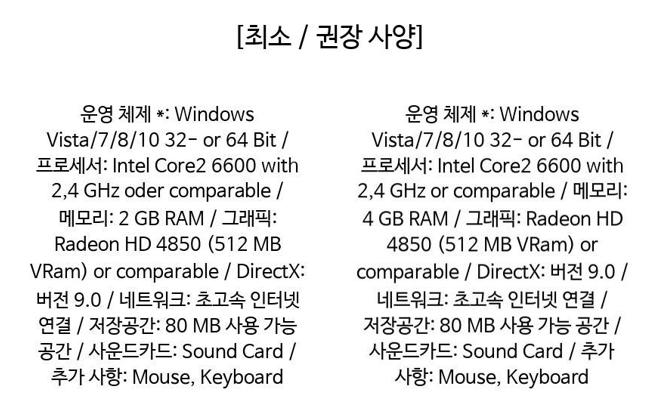 [최소 / 권장 사양]
운영 체제 *: Windows
Vista/7/8/10 32- or 64 Bit /
프로세서: Intel Core2 6600 with
2,4 GHz oder comparable /
메모리: 2 GB RAM / 그래픽:
Radeon HD 4850 (512 MB
VRam) or comparable / DirectX:
버전 9.0 / 네트워크: 초고속 인터넷
연결 / 저장공간: 80 MB 사용 가능
공간 / 사운드카드: Sound Card /
추가 사항: Mouse, Keyboard
운영 체제 *: Windows
Vista/7/8/10 32- or 64 Bit /
프로세서: Intel Core2 6600 with
2,4 GHz or comparable / 메모리:
4 GB RAM / 그래픽: Radeon HD
4850 (512 MB VRam) or
comparable / DirectX: 버전 9.0 /
네트워크: 초고속 인터넷 연결 /
저장공간: 80 MB 사용 가능 공간 /
사운드카드: Sound Card / 추가
사항: Mouse, Keyboard